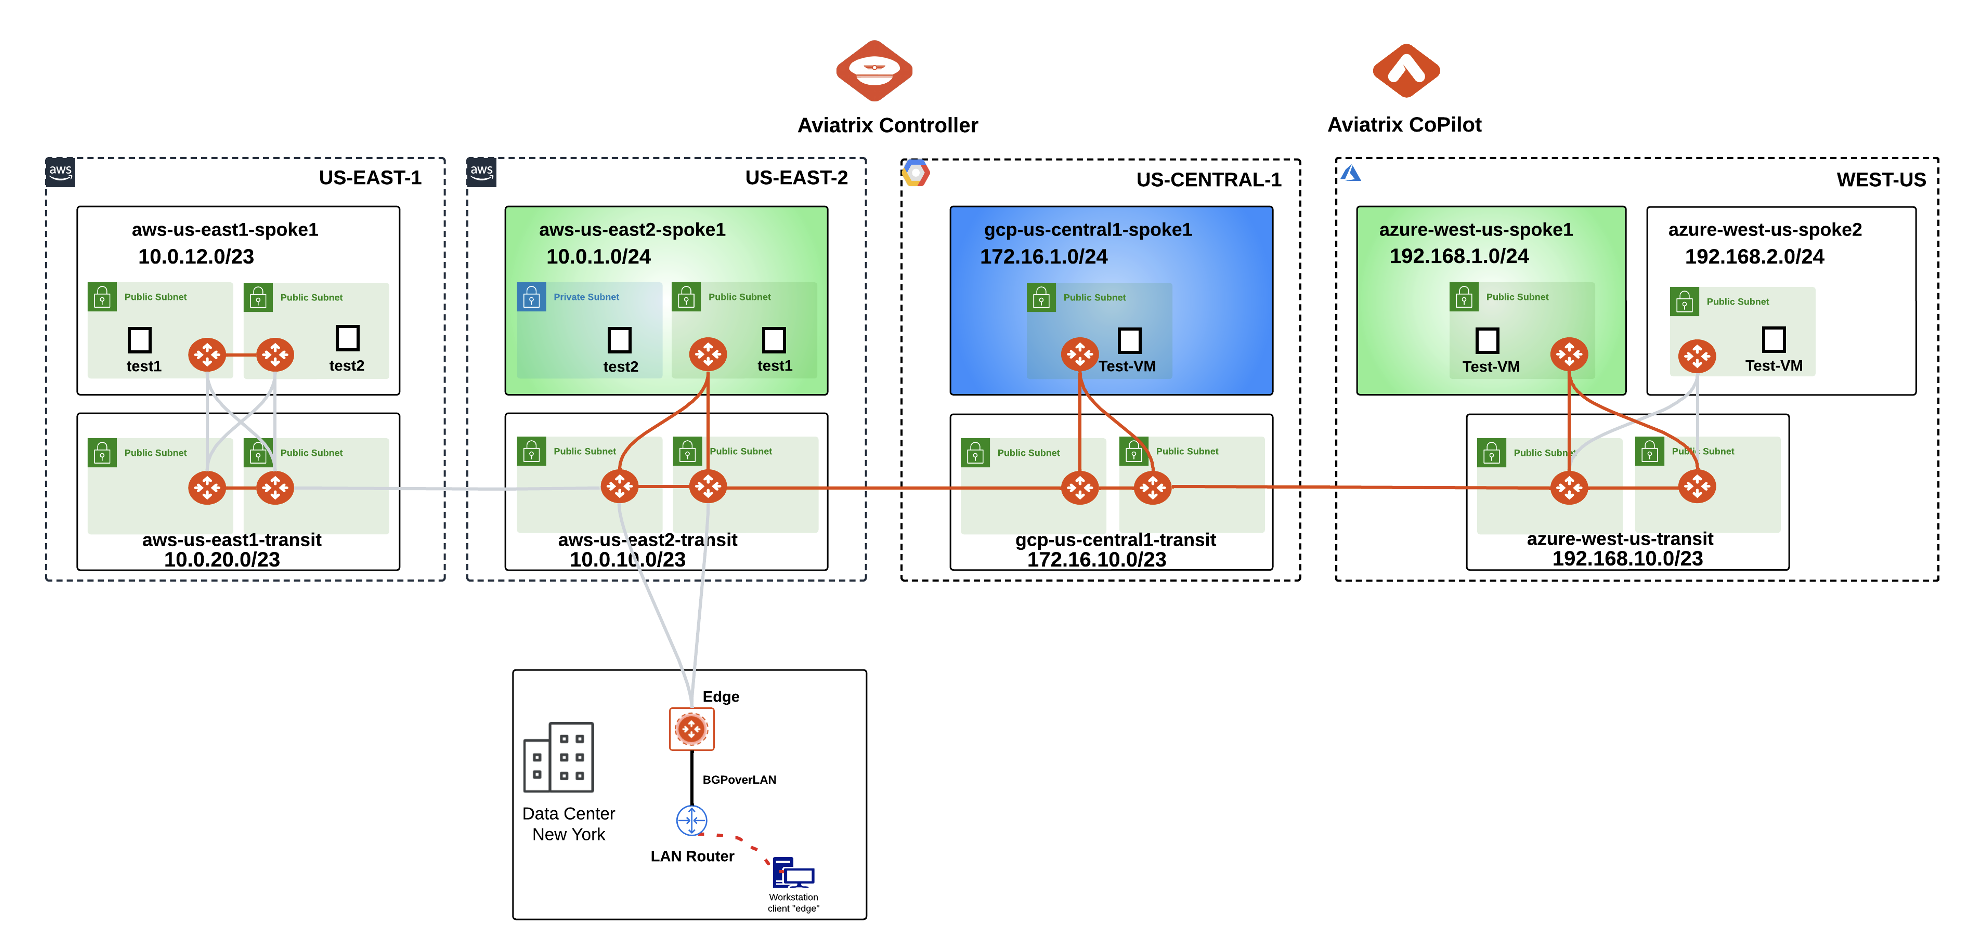 Aviatrix Controller
Aviatrix CoPilot
aws
US-EAST-1
aws-us-east1-spoke1
10.0.12.0/23
Public Subnet
Public Subnet
test1
test2
Public Subnet
Public Subnet
aws-us-east1-transit
10.0.20.0/23
aws
US-EAST-2
aws-us-east2-spoke1
10.0.1.0/24
Private Subnet
Public Subnet
test2
test1
Public Subnet
Public Subnet
aws-us-east2-transit
10.0.10.0/23
US-CENTRAL-1
gcp-us-central1-spoke1
172.16.1.0/24
Public Subnet
Test-VM
Public Subnet
Public Subnet
gcp-us-central1-transit
172.16.10.0/23
WEST-US
azure-west-us-spoke1
192.168.1.0/24
Public Subnet
Test-VM
azure-west-us-spoke2
192.168.2.0/24
Public Subnet
Test-VM
Public Subnet
Public Subnet
azure-west-us-transit
192.168.10.0/23
Edge
BGPoverLAN
Data Center
New York
LAN Router
Workstation
client "edge"